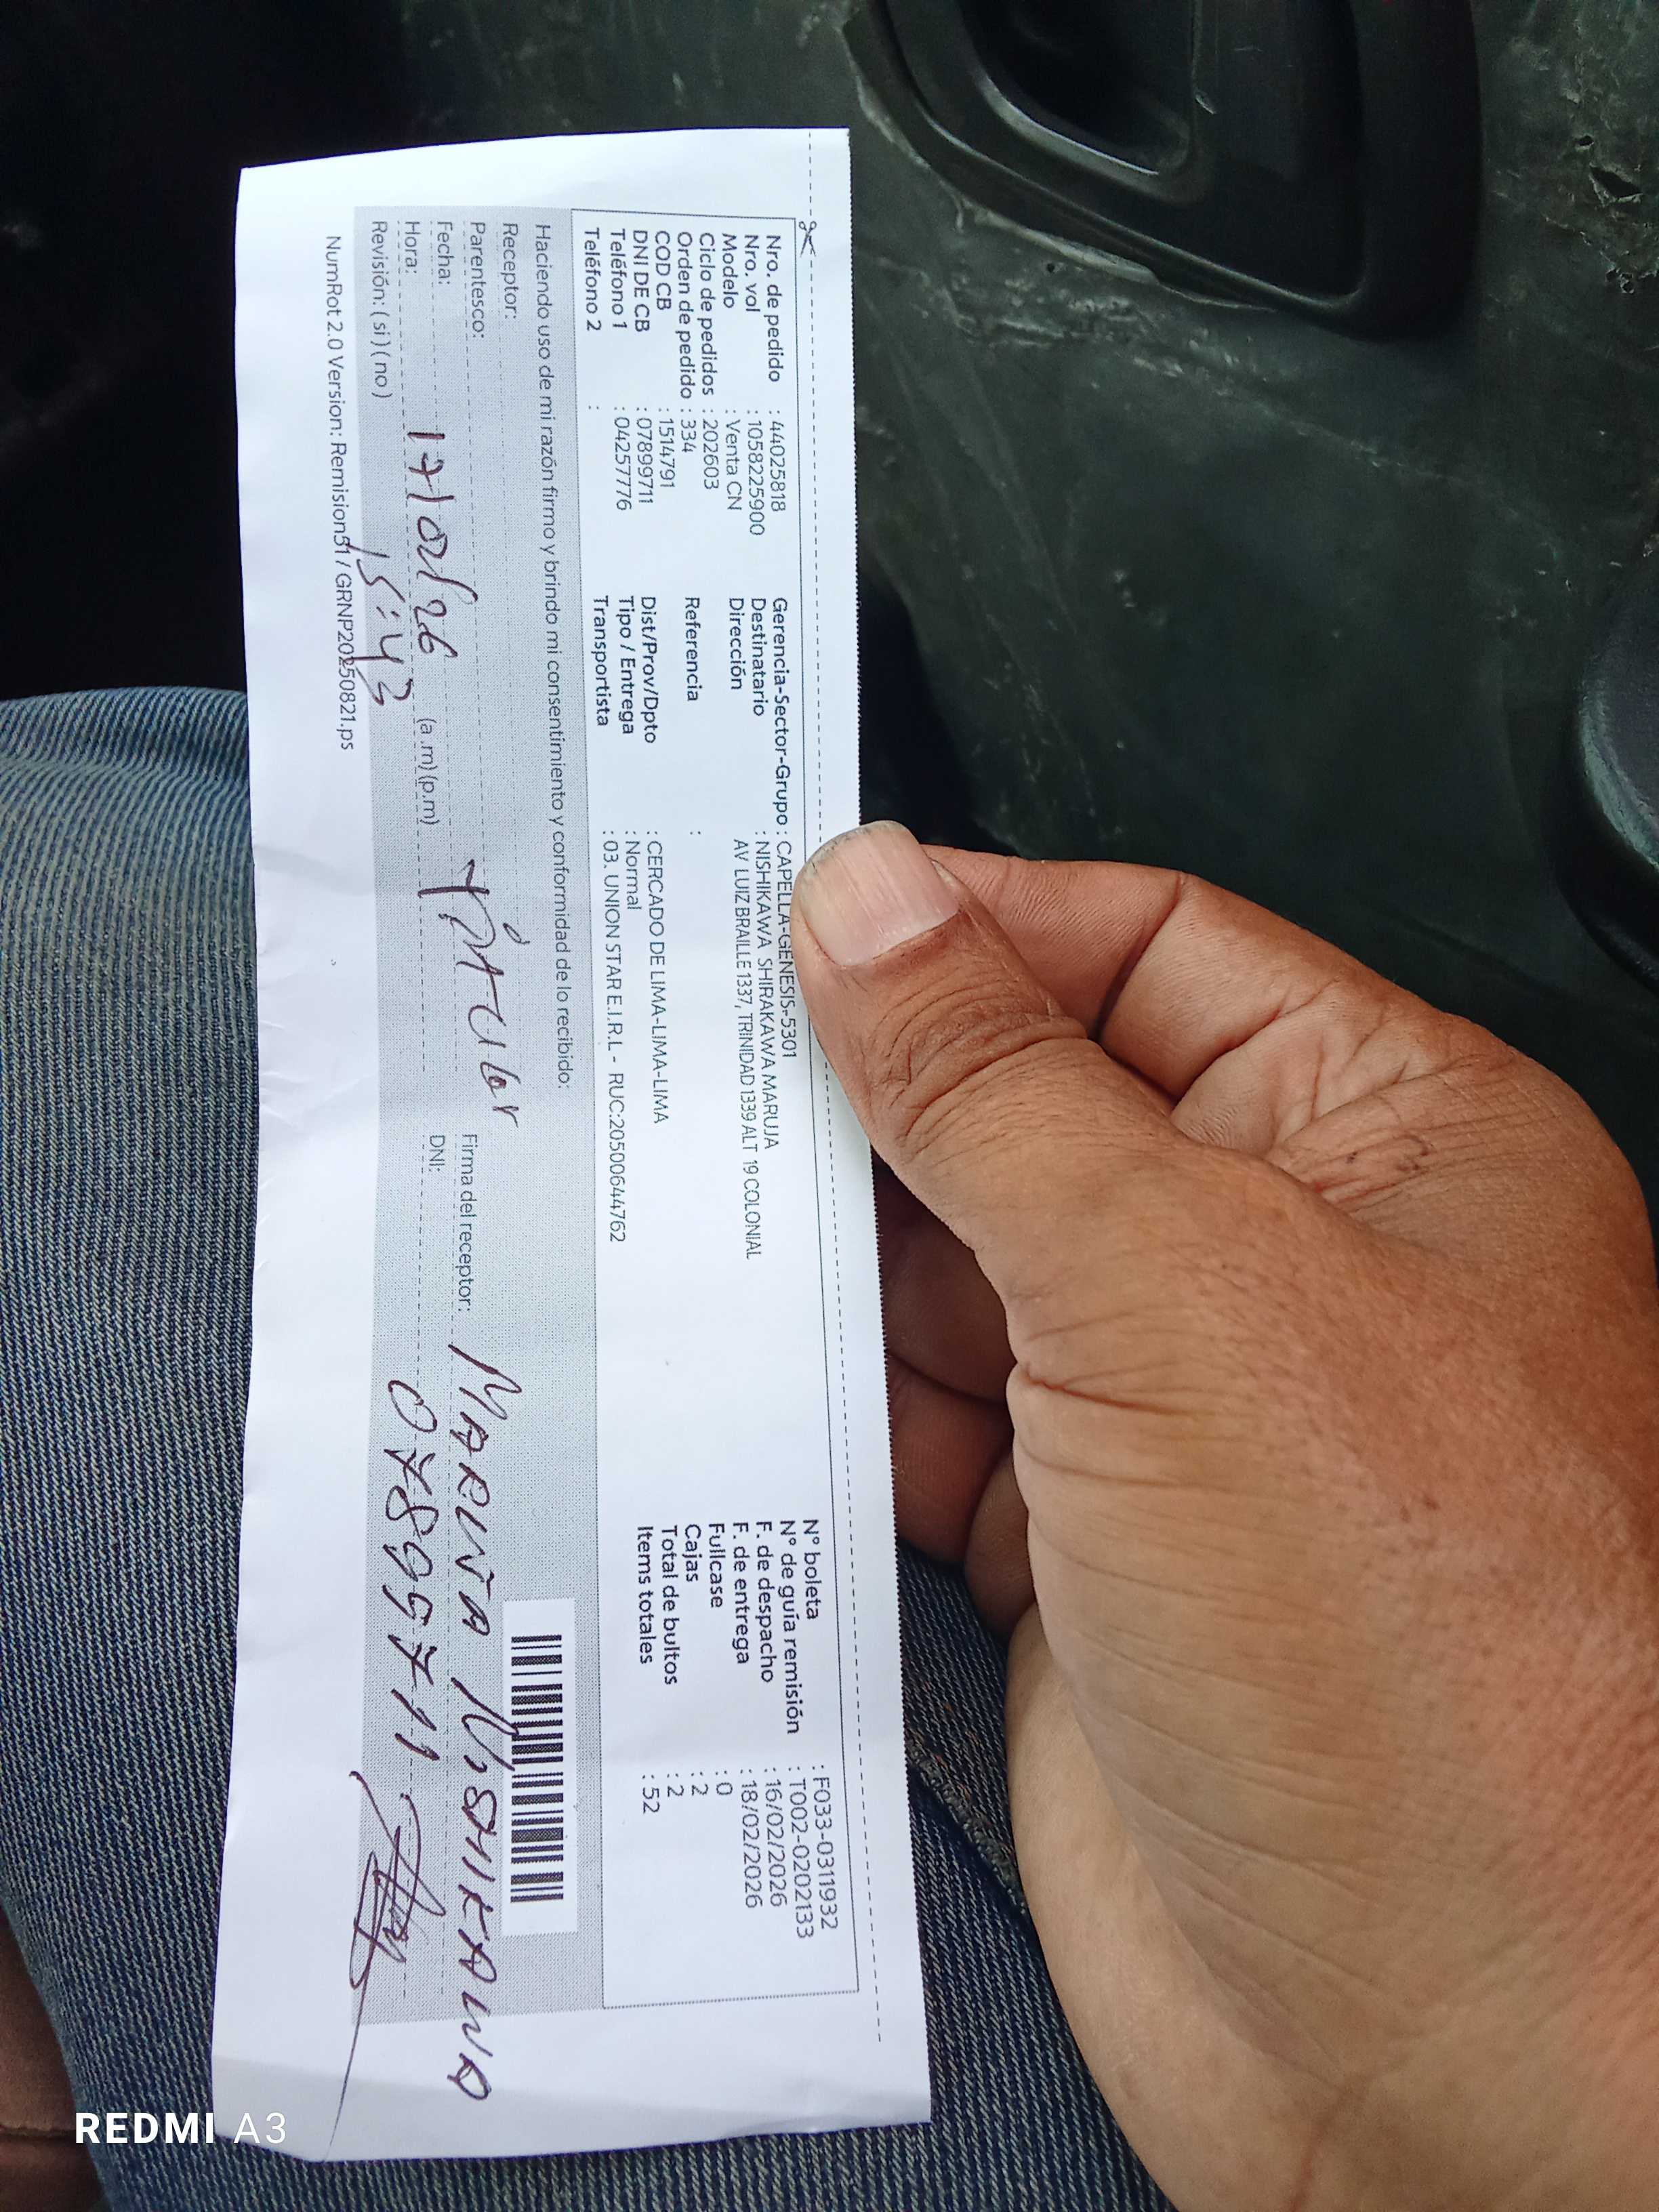 Nro. de pedido : 44025818
Nro. vol : 1058225900
Modelo : Venta CN
Ciclo de pedidos : 202603
Orden de pedido : 334
COD CB : 1514791
DNI DE CB : 07899711
Teléfono 1 : 04257776
Teléfono 2 :
Gerencia-Sector-Grupo : CAPELLA-GENESIS-5301
Destinatario : NISHIKAWA SHIRAKAWA MARUJA
Dirección AV LUIZ BRAILLE 1337, TRINIDAD 1339 ALT 19 COLONIAL
Referencia :
Dist/Prov/Dpto : CERCADO DE LIMA-LIMA-LIMA
Tipo / Entrega : Normal
Transportista : 03. UNION STAR E.I.R.L - RUC:20500644762
N° boleta : F033-0311932
N° de guía remisión : T002-0202133
F. de despacho : 16/02/2026
F. de entrega : 18/02/2026
Fullcase : 0
Cajas : 2
Total de bultos : 2
Items totales : 52
Haciendo uso de mi razón firmo y brindo mi consentimiento y conformidad de lo recibido:
Receptor:
Parentesco:
Fecha: 17/02/26
Hora: 15:43 (a.m) (p.m)
Revisión: ( si ) ( no )
Firma del receptor: MARUJA NISHIKAWA
DNI: 07899711
NumRot 2.0 Version: Remision51 / GRNP20250821.ps
REDMI A3